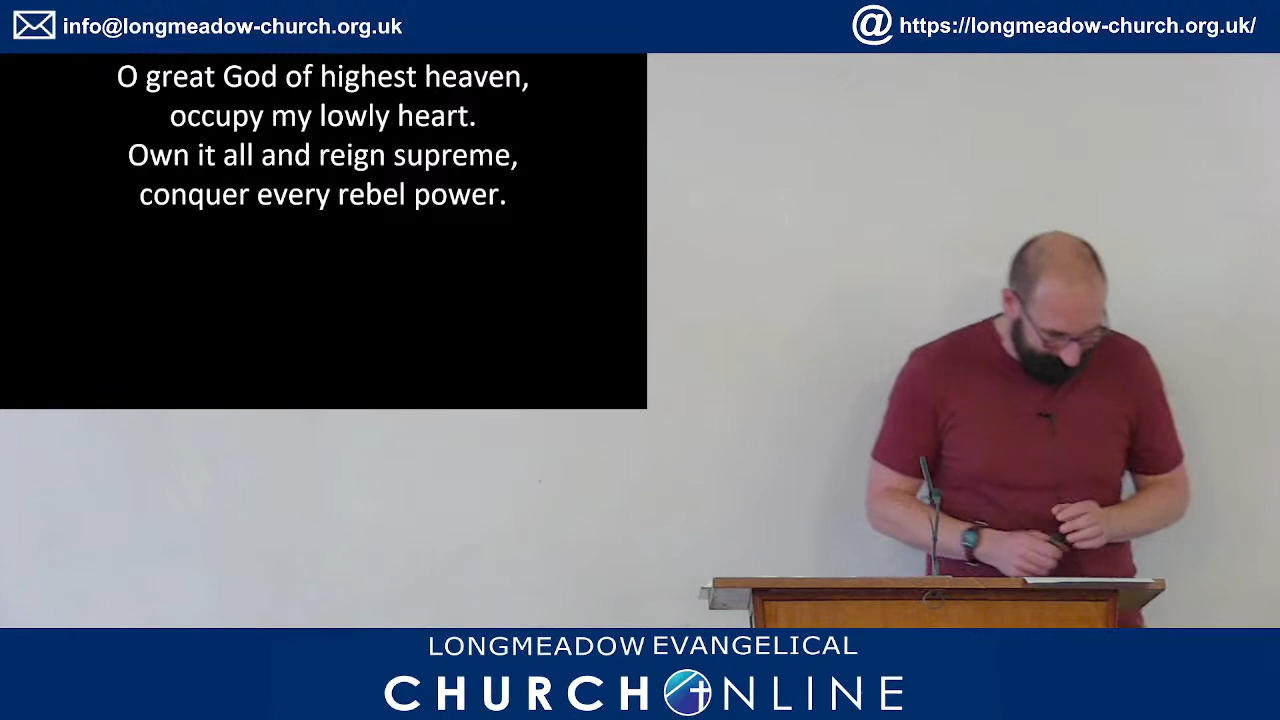 info@longmeadow-church.org.uk
https://longmeadow-church.org.uk/
O great God of highest heaven,
occupy my lowly heart.
Own it all and reign supreme,
conquer every rebel power.
LONGMEADOW EVANGELICAL
CHURCH ONLINE